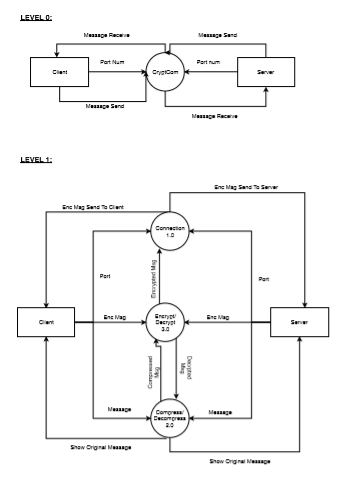 LEVEL 0:
Message Receive
Message Send
Port Num
Port num
Client
CryptCom
Server
Message Send
Message Receive
LEVEL 1:
Enc Msg Send To Server
Enc Msg Send To Client
Connection
1.0
Encrypted Msg
Port
Port
Client
Enc Msg
Encrypt/
Decrypt
3.0
Enc Msg
Server
Compressed
Msg
Decrypted
Msg
Message
Compress/
Decompress
2.0
Message
Show Original Message
Show Original Message